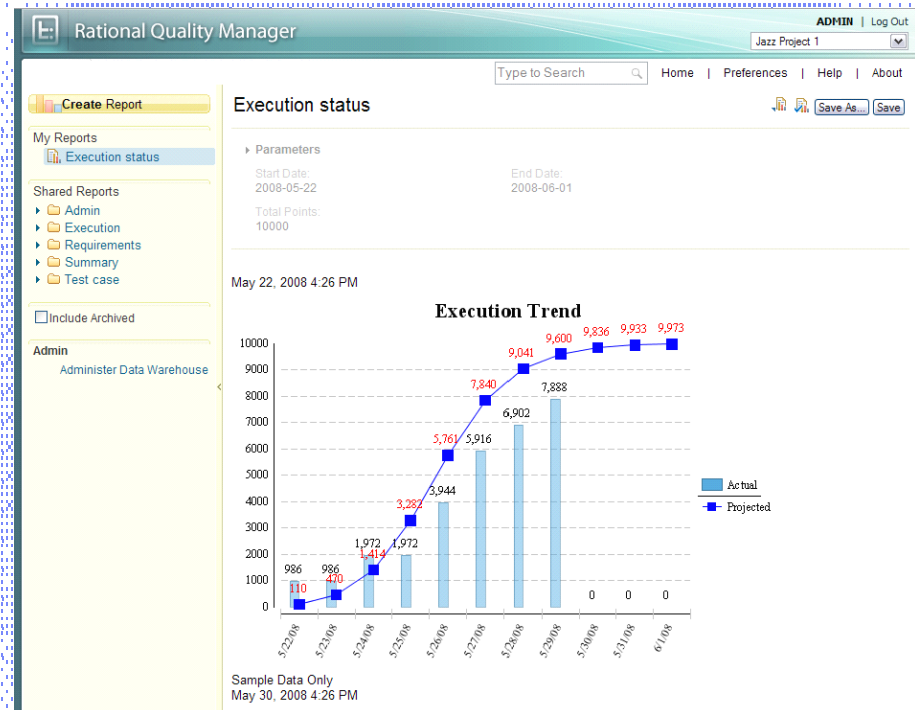 Rational Quality Manager
ADMIN | Log Out
Jazz Project 1
Type to Search
Home | Preferences | Help | About
Create Report
My Reports
Execution status
Shared Reports
Admin
Execution
Requirements
Summary
Test case
Include Archived
Admin
Administer Data Warehouse
Execution status
Save As...
Save
Parameters
Start Date:
2008-05-22
End Date:
2008-06-01
Total Points:
10000
May 22, 2008 4:26 PM
Execution Trend
10000
9000
8000
7000
6000
5000
4000
3000
2000
1000
0
986
986
1,972
1,972
3,944
5,916
6,902
7,888
0
0
0
110
470
1,414
3,282
5,761
7,840
9,041
9,600
9,836
9,933
9,973
5/22/08
5/23/08
5/24/08
5/25/08
5/26/08
5/27/08
5/28/08
5/29/08
5/30/08
5/31/08
6/1/08
Actual
Projected
Sample Data Only
May 30, 2008 4:26 PM